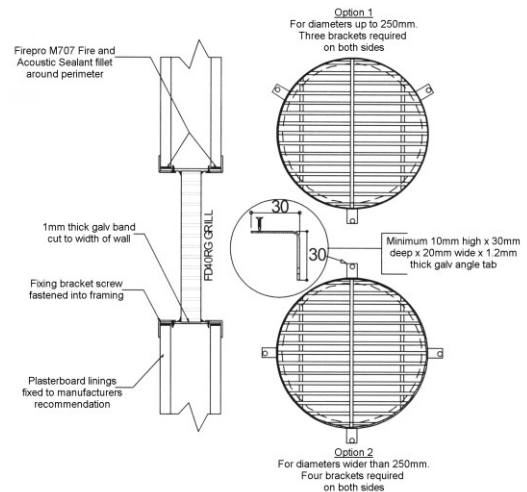 Option 1
For diameters up to 250mm.
Three brackets required
on both sides
Firepro M707 Fire and
Acoustic Sealant fillet
around perimeter
1mm thick galv band
cut to width of wall
FD40RG GRILL
30
30
Minimum 10mm high x 30mm
deep x 20mm wide x 1.2mm
thick galv angle tab
Fixing bracket screw
fastened into framing
Plasterboard linings
fixed to manufacturers
recommendation
Option 2
For diameters wider than 250mm.
Four brackets required
on both sides